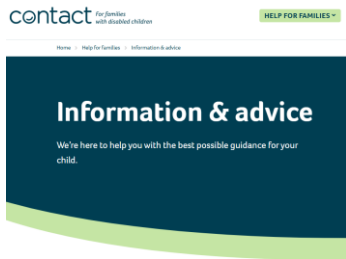 contact For families
with disabled children
HELP FOR FAMILIES
Home > Help for families > Information & advice
Information & advice
We're here to help you with the best possible guidance for your
child.